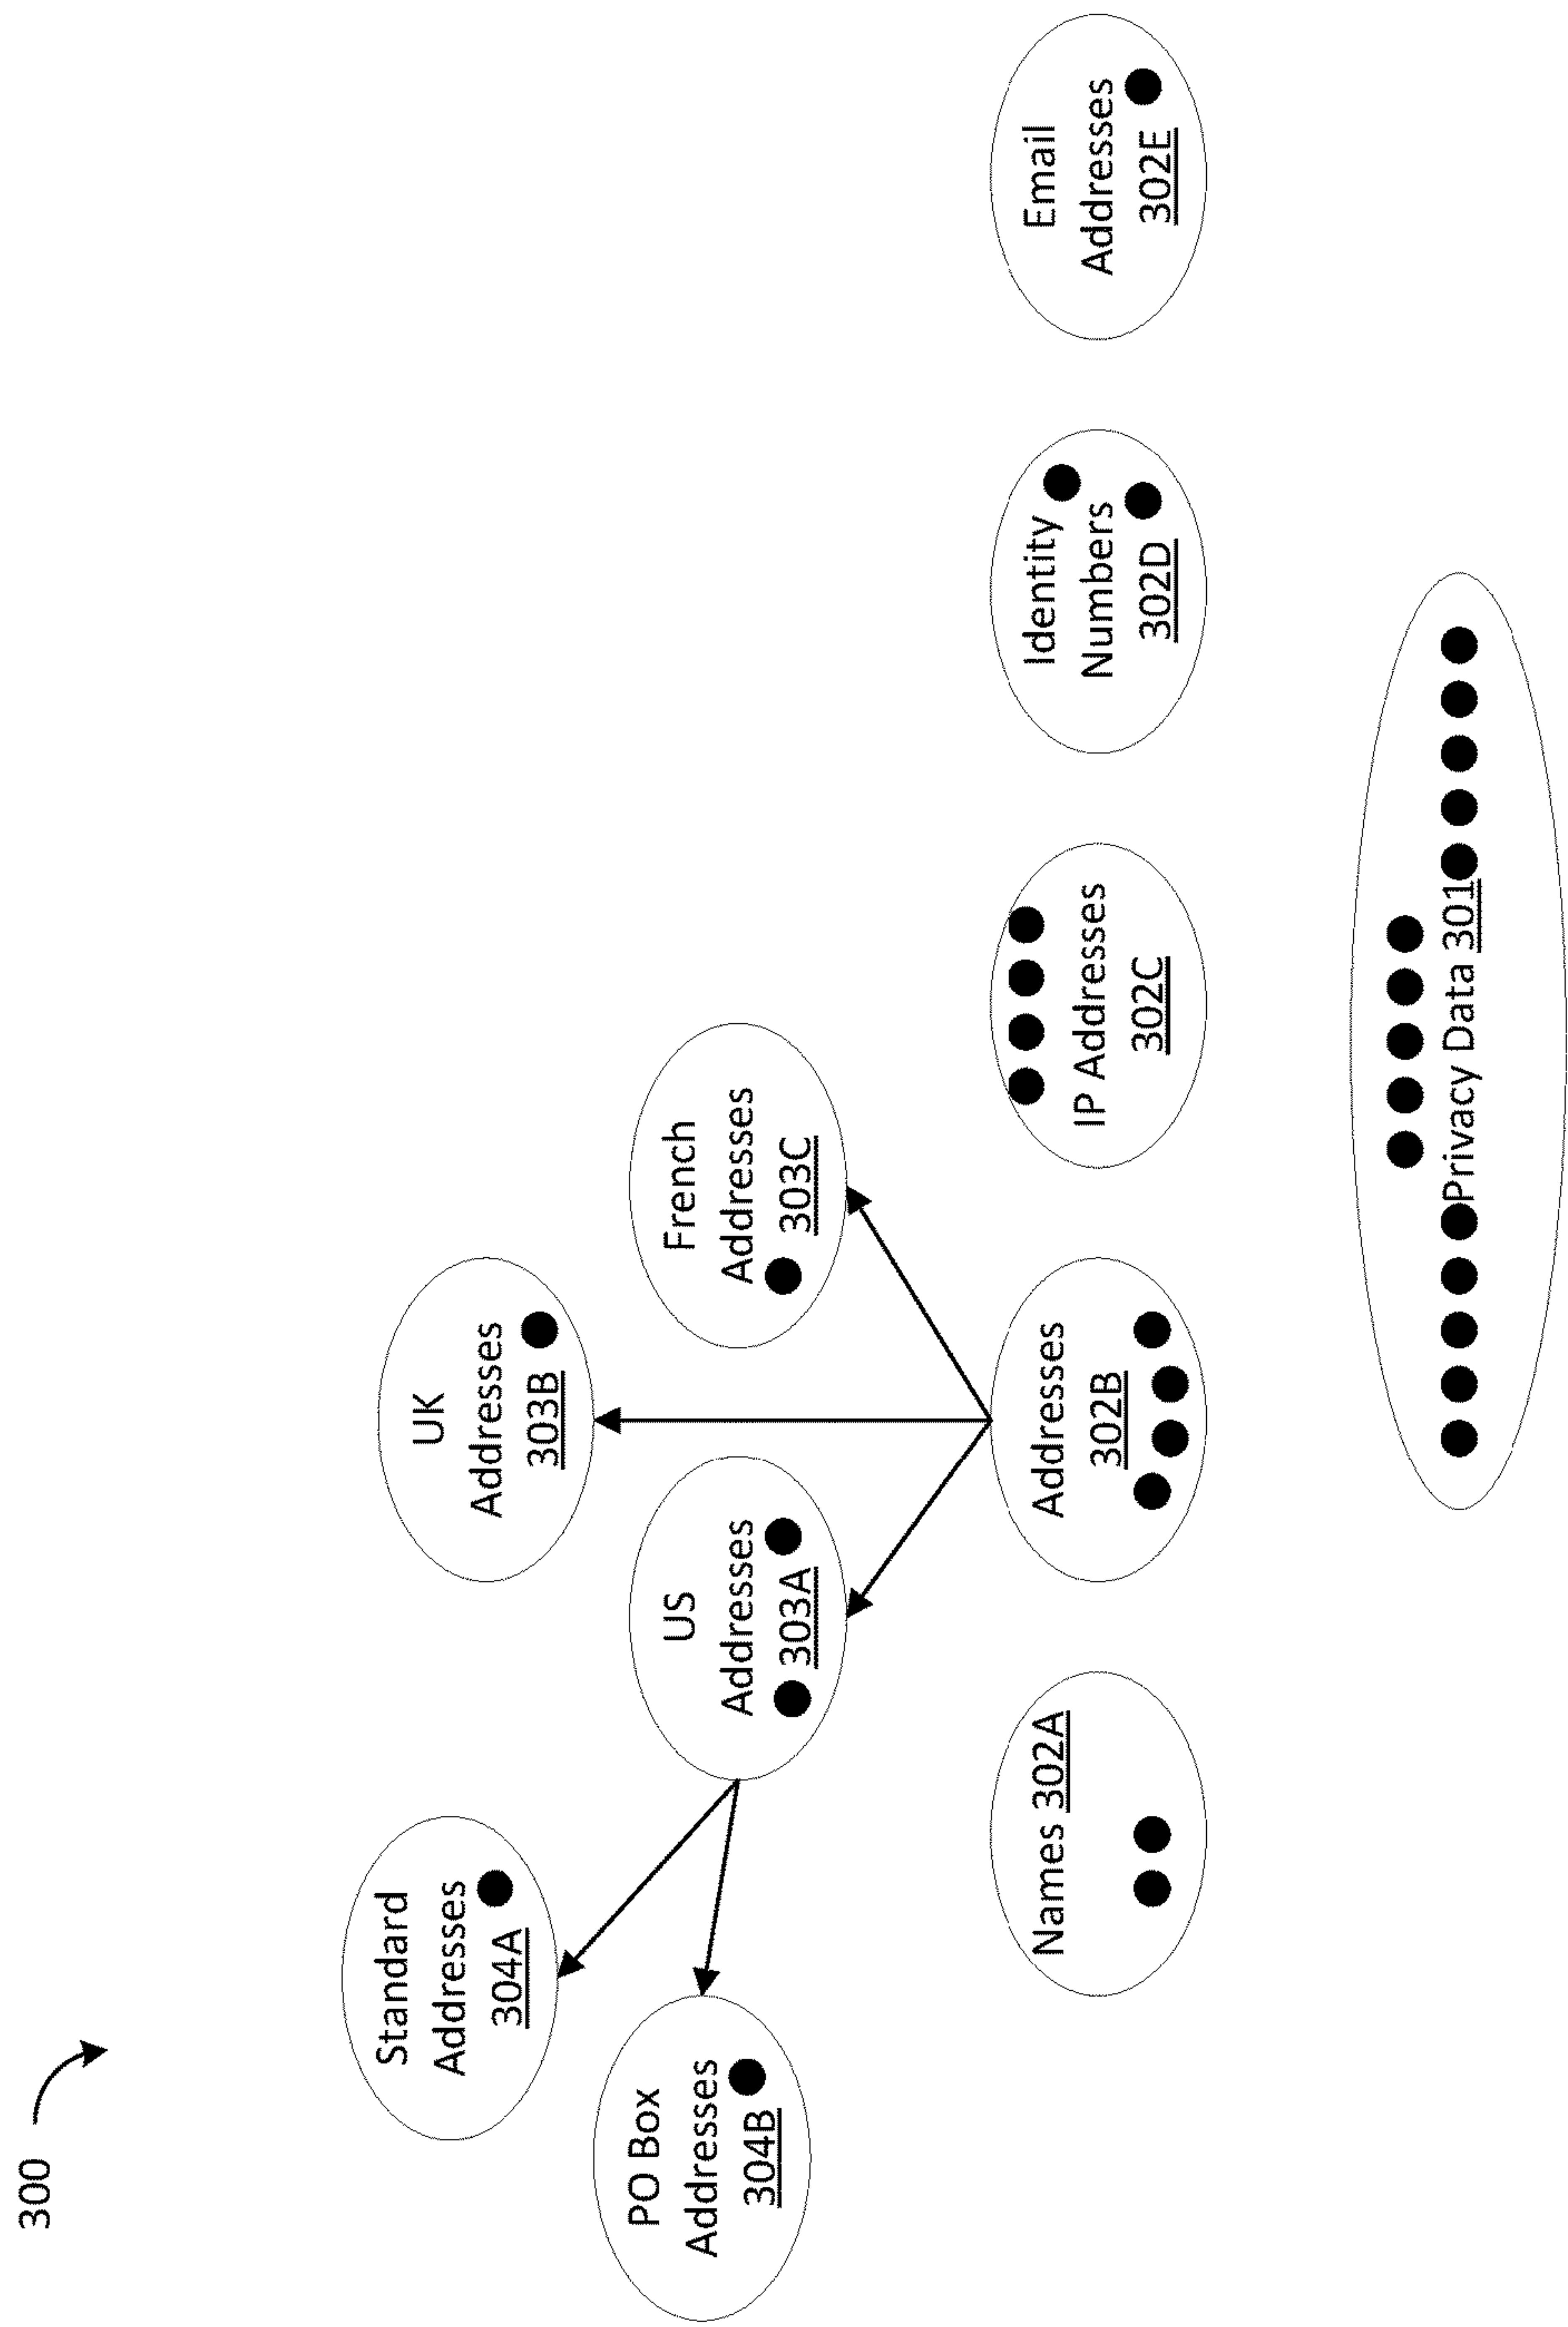 300
Standard
Addresses
304A
PO Box
Addresses
304B
UK
Addresses
303B
US
Addresses
303A
French
Addresses
303C
Names 302A
Addresses
302B
IP Addresses
302C
Identity
Numbers
302D
Email
Addresses
302E
Privacy Data 301